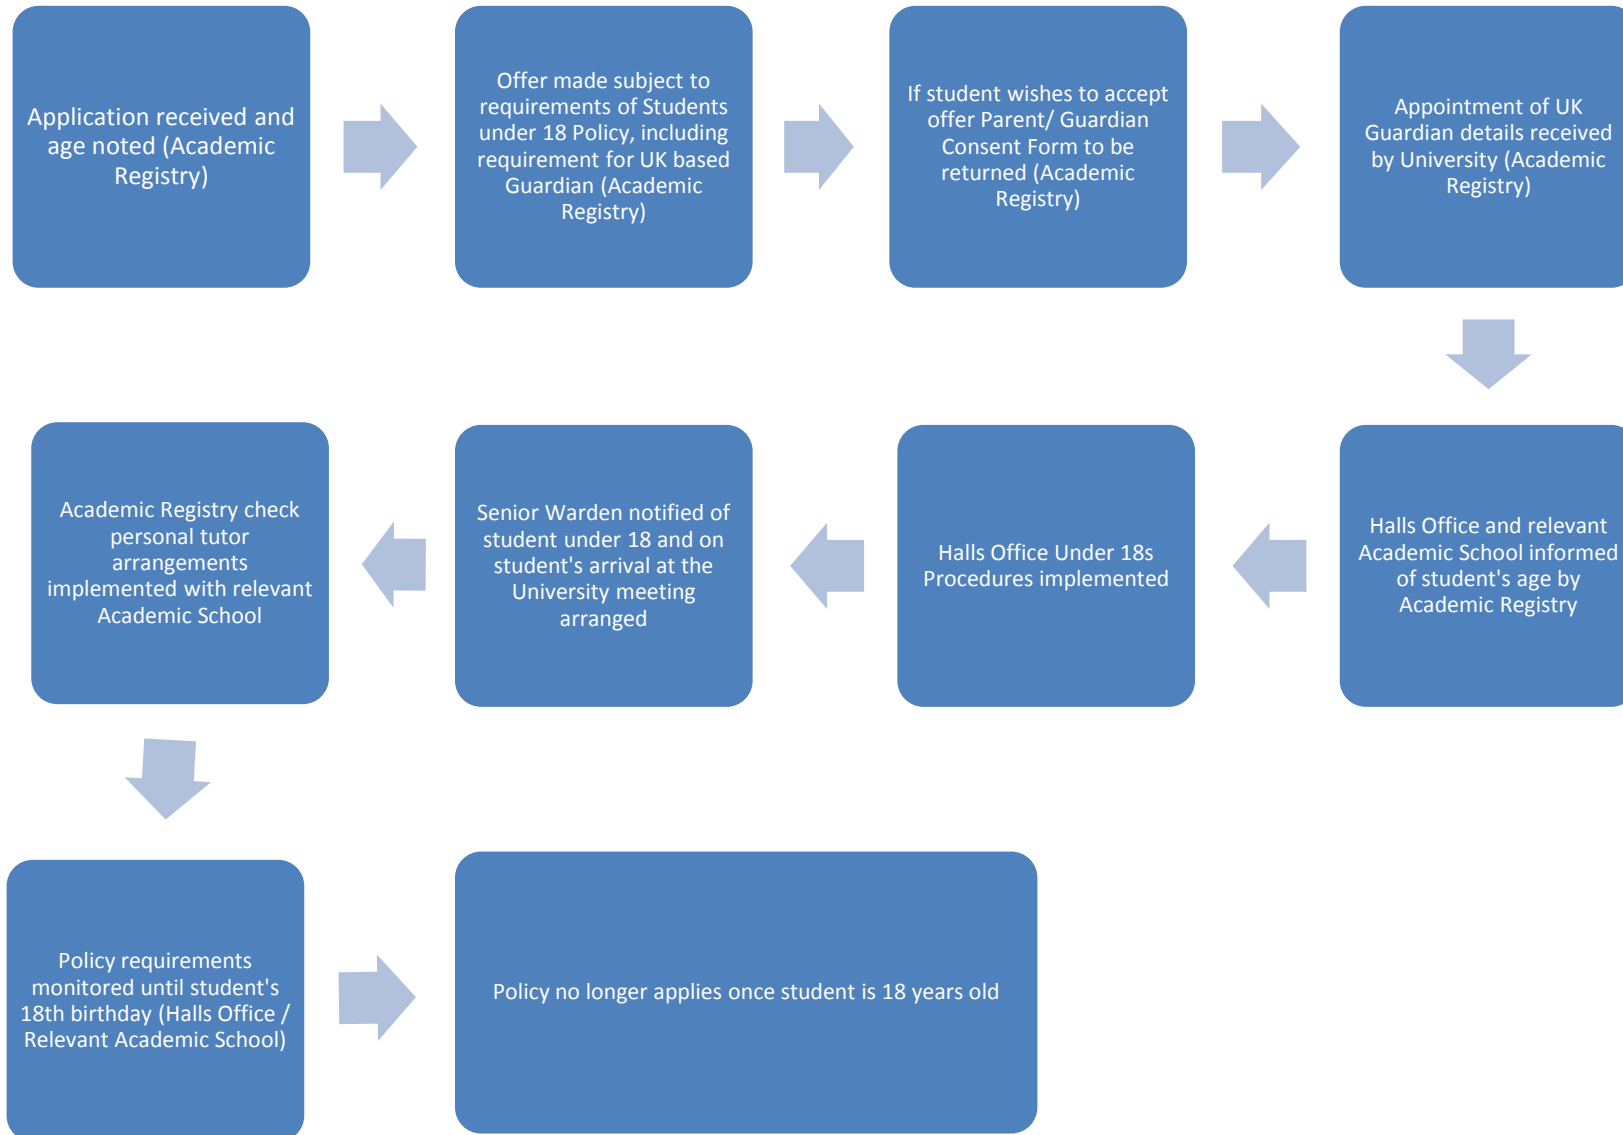 Application received and
age noted (Academic
Registry)
Offer made subject to
requirements of Students
under 18 Policy, including
requirement for UK based
Guardian (Academic
Registry)
If student wishes to accept
offer Parent/ Guardian
Consent Form to be
returned (Academic
Registry)
Appointment of UK
Guardian details received
by University (Academic
Registry)
Halls Office and relevant
Academic School informed
of student's age by
Academic Registry
Halls Office Under 18s
Procedures implemented
Senior Warden notified of
student under 18 and on
student's arrival at the
University meeting
arranged
Academic Registry check
personal tutor
arrangements
implemented with relevant
Academic School
Policy requirements
monitored until student's
18th birthday (Halls Office /
Relevant Academic School)
Policy no longer applies once student is 18 years old